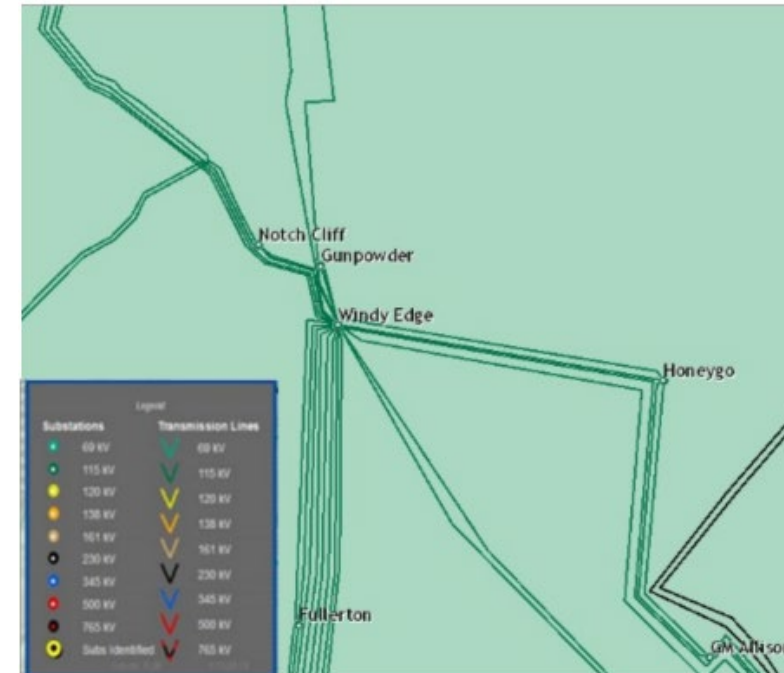 Notch Cliff
Gunpowder
Windy Edge
Honeygo
Legend
Substations Transmission Lines
69 kV 69 kV
115 kV 115 kV
120 kV 120 kV
138 kV 138 kV
161 kV 161 kV
230 kV 230 kV
345 kV 345 kV
500 kV 500 kV
765 kV 765 kV
Subs Identified
Fullerton
GM Allison